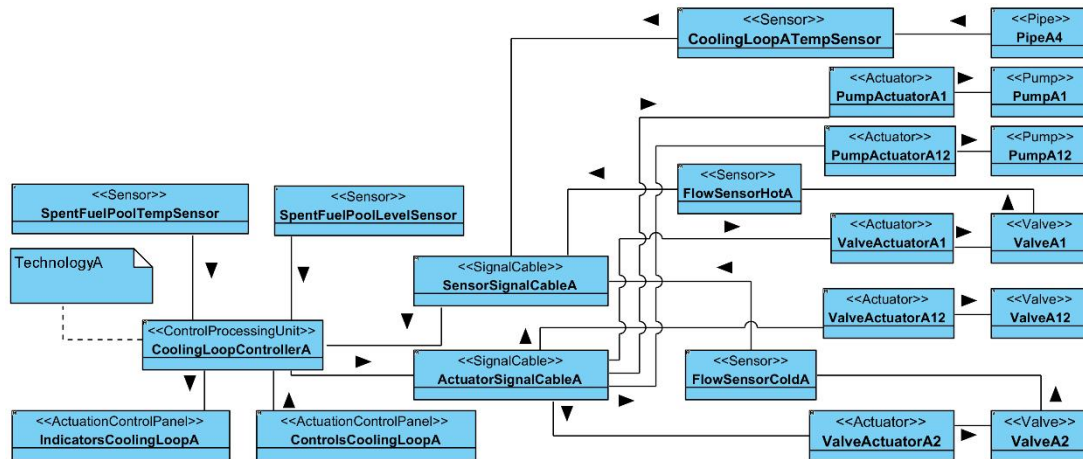 <<Sensor>>
CoolingLoopATempSensor
<<Pipe>>
PipeA4
<<Actuator>>
PumpActuatorA1
<<Pump>>
PumpA1
<<Actuator>>
PumpActuatorA12
<<Pump>>
PumpA12
<<Sensor>>
SpentFuelPoolTempSensor
<<Sensor>>
SpentFuelPoolLevelSensor
<<Sensor>>
FlowSensorHotA
<<Actuator>>
ValveActuatorA1
<<Valve>>
ValveA1
TechnologyA
<<SignalCable>>
SensorSignalCableA
<<Actuator>>
ValveActuatorA12
<<Valve>>
ValveA12
<<ControlProcessingUnit>>
CoolingLoopControllerA
<<SignalCable>>
ActuatorSignalCableA
<<Sensor>>
FlowSensorColdA
<<ActuationControlPanel>>
IndicatorsCoolingLoopA
<<ActuationControlPanel>>
ControlsCoolingLoopA
<<Actuator>>
ValveActuatorA2
<<Valve>>
ValveA2